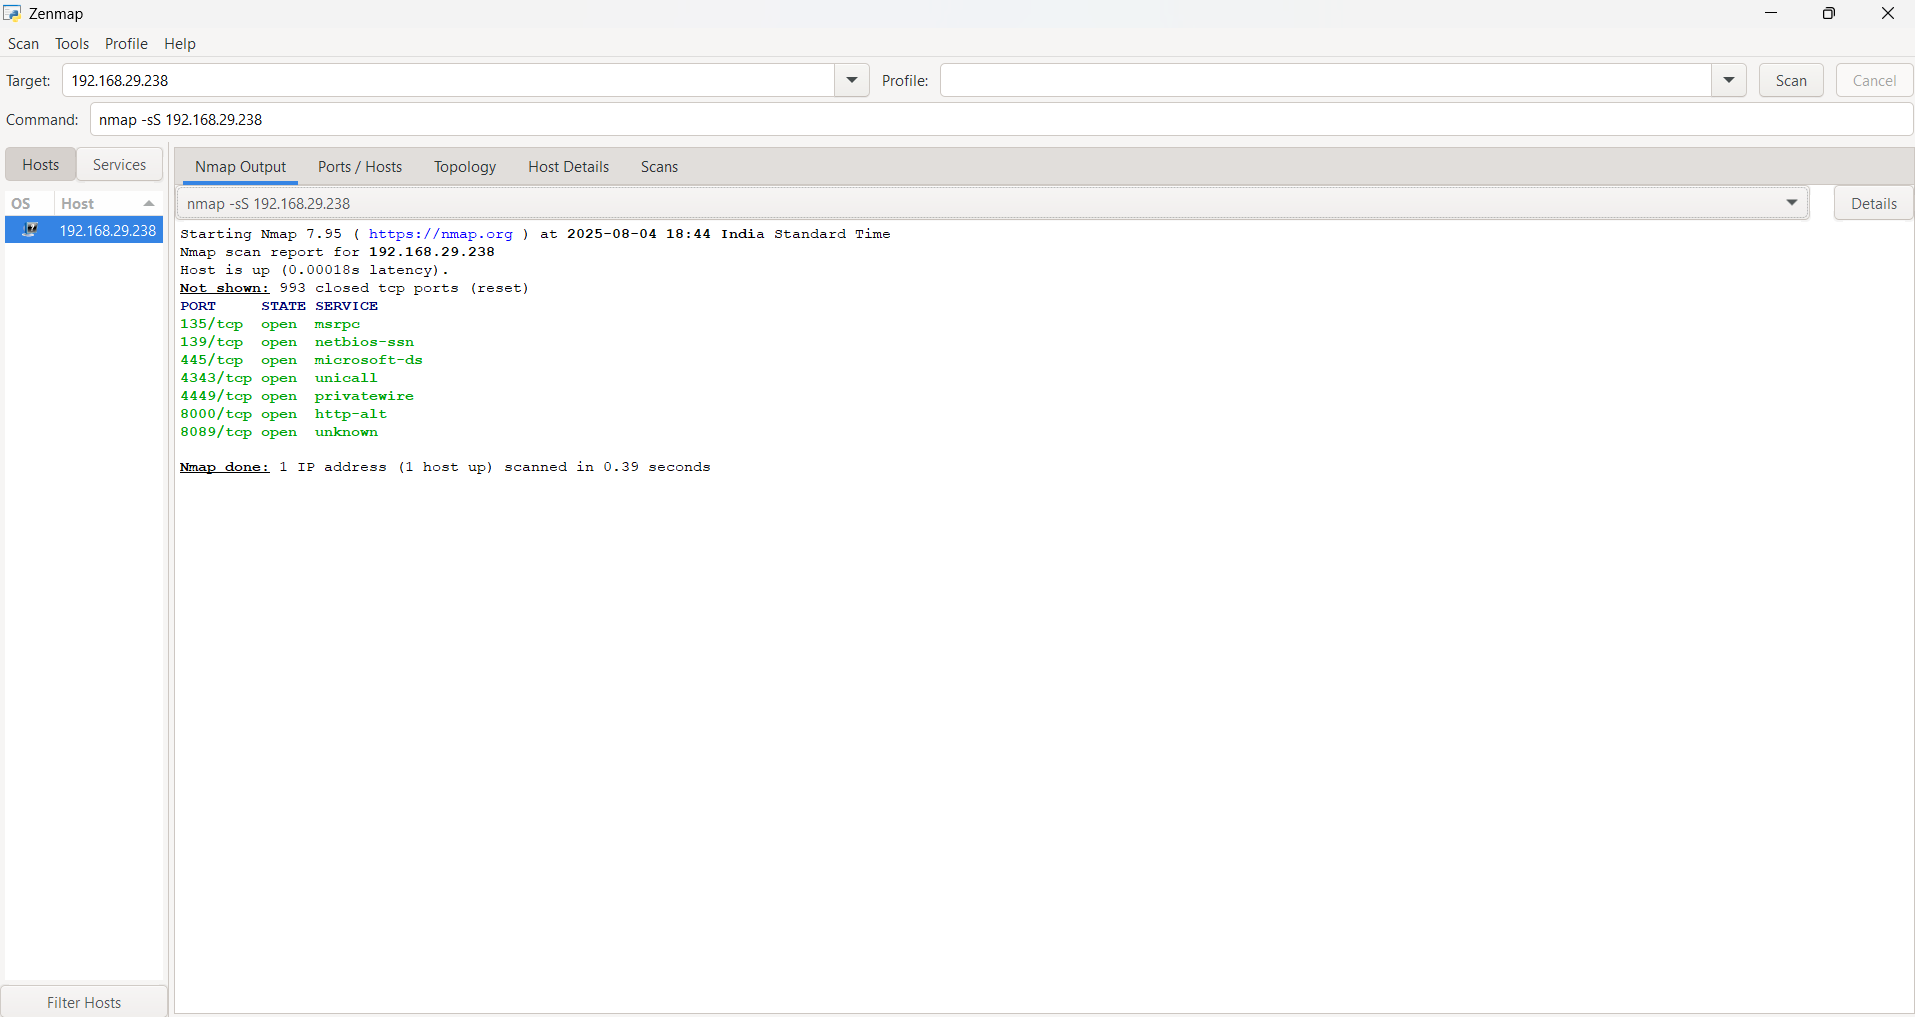 Zenmap
Scan Tools Profile Help
Target: 192.168.29.238 Profile: Scan Cancel
Command: nmap -sS 192.168.29.238
Hosts Services
Nmap Output Ports / Hosts Topology Host Details Scans
OS Host
nmap -sS 192.168.29.238 Details
192.168.29.238
Starting Nmap 7.95 ( https://nmap.org ) at 2025-08-04 18:44 India Standard Time
Nmap scan report for 192.168.29.238
Host is up (0.00018s latency).
Not shown: 993 closed tcp ports (reset)
PORT     STATE SERVICE
135/tcp  open  msrpc
139/tcp  open  netbios-ssn
445/tcp  open  microsoft-ds
4343/tcp open  unicall
4449/tcp open  privatewire
8000/tcp open  http-alt
8089/tcp open  unknown
Nmap done: 1 IP address (1 host up) scanned in 0.39 seconds
Filter Hosts